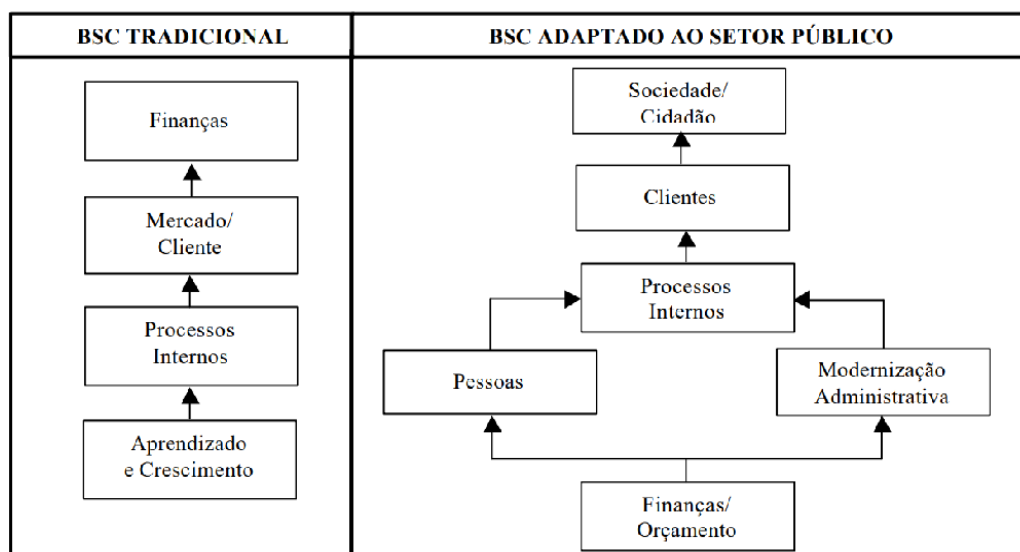 BSC TRADICIONAL
BSC ADAPTADO AO SETOR PÚBLICO
Finanças
Mercado/
Cliente
Processos
Internos
Aprendizado
e Crescimento
Sociedade/
Cidadão
Clientes
Processos
Internos
Pessoas
Modernização
Administrativa
Finanças/
Orçamento